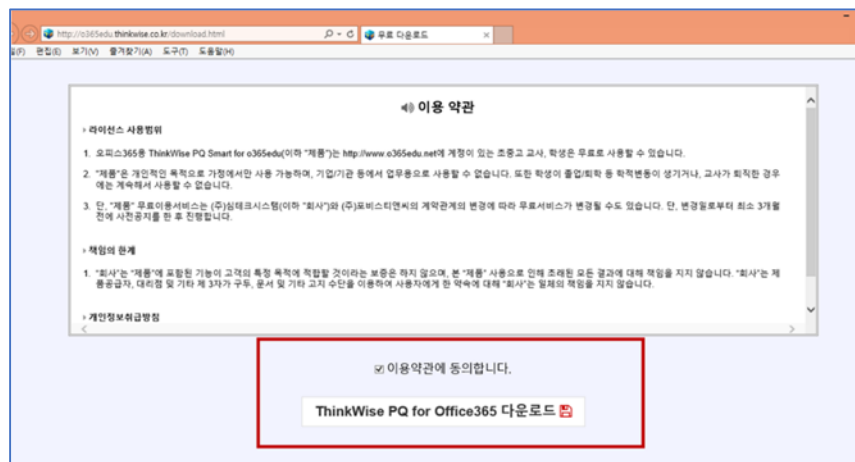 http://o365edu.thinkwise.co.kr/download.html
무료 다운로드
편집(E) 보기(V) 즐겨찾기(A) 도구(T) 도움말(H)
이용 약관
› 라이선스 사용범위
1. 오피스365용 ThinkWise PQ Smart for o365edu(이하 "제품")는 http://www.o365edu.net에 계정이 있는 초중고 교사, 학생은 무료로 사용할 수 있습니다.
2. "제품"은 개인적인 목적으로 가정에서만 사용 가능하며, 기업/기관 등에서 업무용으로 사용할 수 없습니다. 또한 학생이 졸업/퇴학 등 학적변동이 생기거나, 교사가 퇴직한 경우
에는 계속해서 사용할 수 없습니다.
3. 단, "제품" 무료이용서비스는 (주)심테크시스템(이하 "회사")와 (주)포비스티앤씨의 계약관계의 변경에 따라 무료서비스가 변경될 수도 있습니다. 단, 변경일로부터 최소 3개월
전에 사전공지를 한 후 진행합니다.
› 책임의 한계
1. "회사"는 "제품"에 포함된 기능이 고객의 특정 목적에 적합할 것이라는 보증은 하지 않으며, 본 "제품" 사용으로 인해 초래된 모든 결과에 대해 책임을 지지 않습니다. "회사"는 제
품공급자, 대리점 및 기타 제 3자가 구두, 문서 및 기타 고지 수단을 이용하여 사용자에게 한 약속에 대해 "회사"는 일체의 책임을 지지 않습니다.
› 개인정보취급방침
이용약관에 동의합니다.
ThinkWise PQ for Office365 다운로드